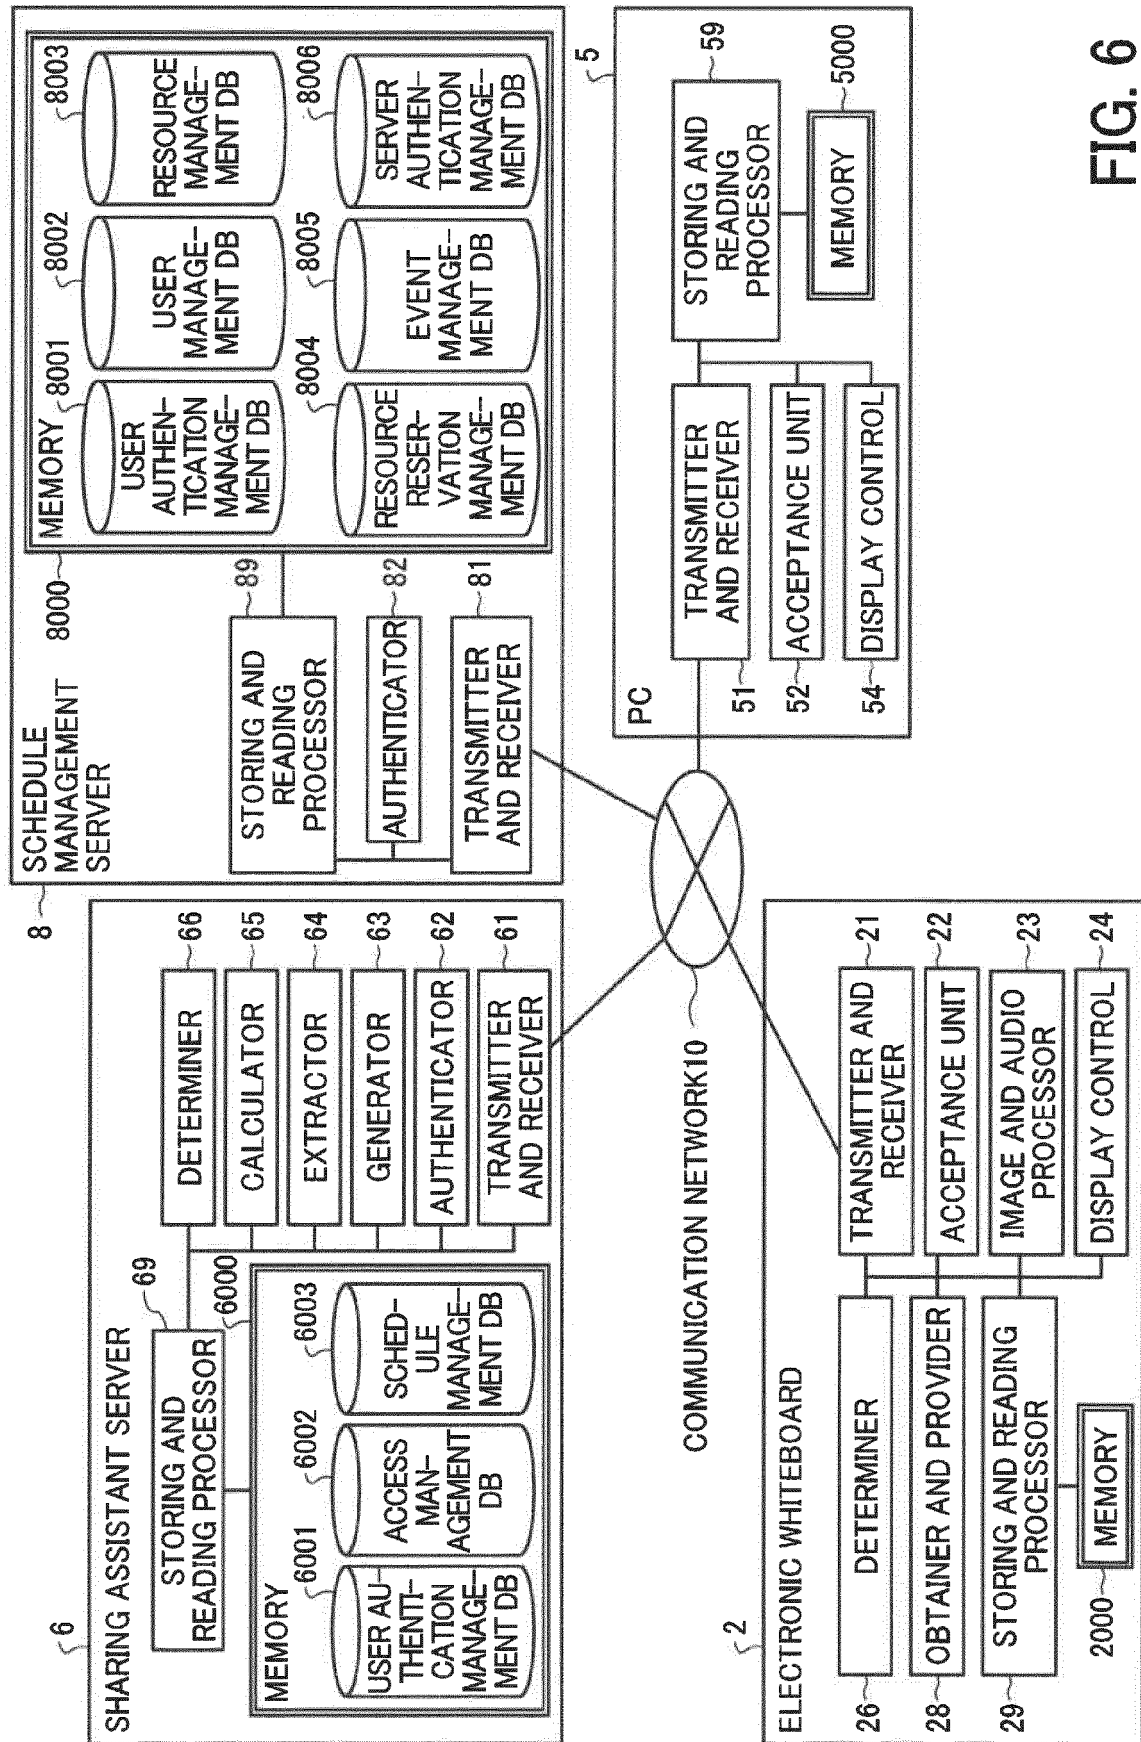 6
SHARING ASSISTANT SERVER
STORING AND
READING PROCESSOR
69
6000
MEMORY
6001
USER AU-
THENTI-
CATION
MANAGE-
MENT DB
6002
ACCESS
MAN-
AGEMENT
DB
6003
SCHED-
ULE
MANAGE-
MENT DB
DETERMINER
66
CALCULATOR
65
EXTRACTOR
64
GENERATOR
63
AUTHENTICATOR
62
TRANSMITTER
AND RECEIVER
61
8
SCHEDULE
MANAGEMENT
SERVER
8000
MEMORY
8001
USER
AUTHEN-
TICATION
MANAGE-
MENT DB
8002
USER
MANAGE-
MENT DB
8003
RESOURCE
MANAGE-
MENT DB
8004
RESOURCE
RESER-
VATION
MANAGE-
MENT DB
8005
EVENT
MANAGE-
MENT DB
8006
SERVER
AUTHEN-
TICATION
MANAGE-
MENT DB
STORING AND
READING
PROCESSOR
89
AUTHENTICATOR
82
TRANSMITTER
AND RECEIVER
81
COMMUNICATION NETWORK10
2
ELECTRONIC WHITEBOARD
DETERMINER
26
OBTAINER AND PROVIDER
28
STORING AND READING
PROCESSOR
29
MEMORY
2000
TRANSMITTER AND
RECEIVER
21
ACCEPTANCE UNIT
22
IMAGE AND AUDIO
PROCESSOR
23
DISPLAY CONTROL
24
5
PC
TRANSMITTER
AND RECEIVER
51
ACCEPTANCE UNIT
52
DISPLAY CONTROL
54
STORING AND
READING
PROCESSOR
59
MEMORY
5000
FIG. 6